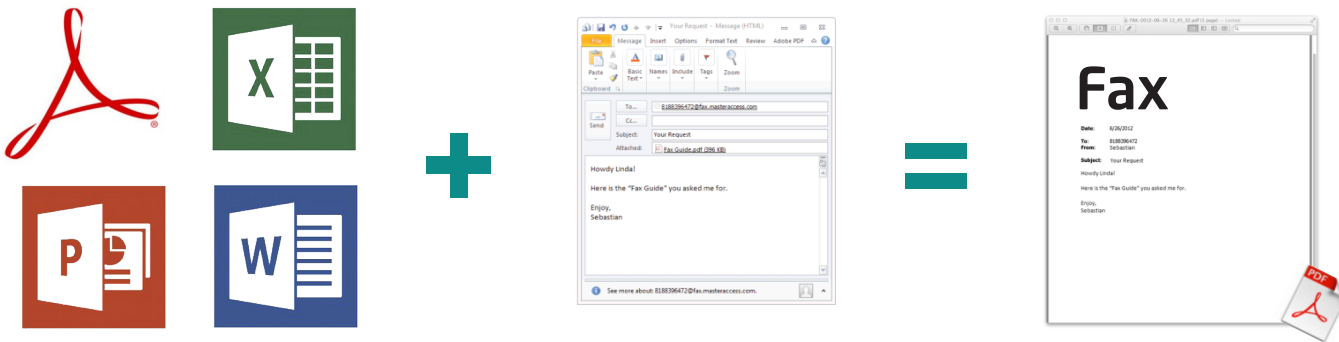 X
P
W
Your Request - Message (HTML)
File Message Insert Options Format Text Review Adobe PDF
Paste
Basic Text
Names
Include
Tags
Zoom
Clipboard
Zoom
Send
To... 8188396472@fax.masteraccess.com
Cc...
Subject: Your Request
Attached: Fax Guide.pdf (396 KB)
Howdy Linda!
Here is the "Fax Guide" you asked me for.
Enjoy,
Sebastian
See more about: 8188396472@fax.masteraccess.com.
Fax
Date: 6/26/2012
To: 8188396472
From: Sebastian
Subject: Your Request
Howdy Linda!
Here is the "Fax Guide" you asked me for.
Enjoy,
Sebastian
PDF